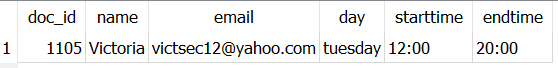 doc_id name email day starttime endtime
1 1105 Victoria victsec12@yahoo.com tuesday 12:00 20:00